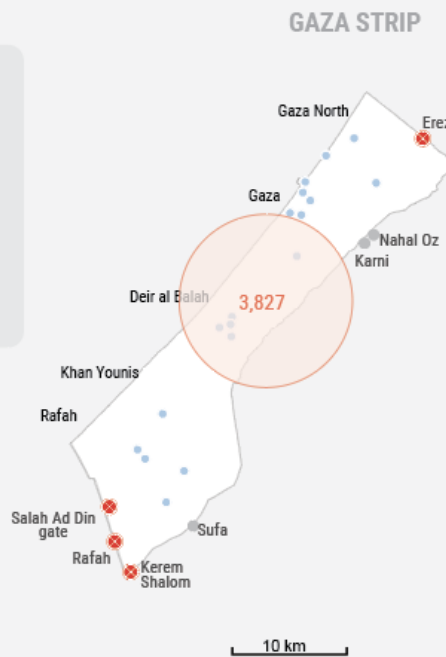 GAZA STRIP
Gaza North
Erez
Gaza
Nahal Oz
Karni
Deir al Balah
3,827
Khan Younis
Rafah
Salah Ad Din
gate
Sufa
Rafah
Kerem
Shalom
10 km